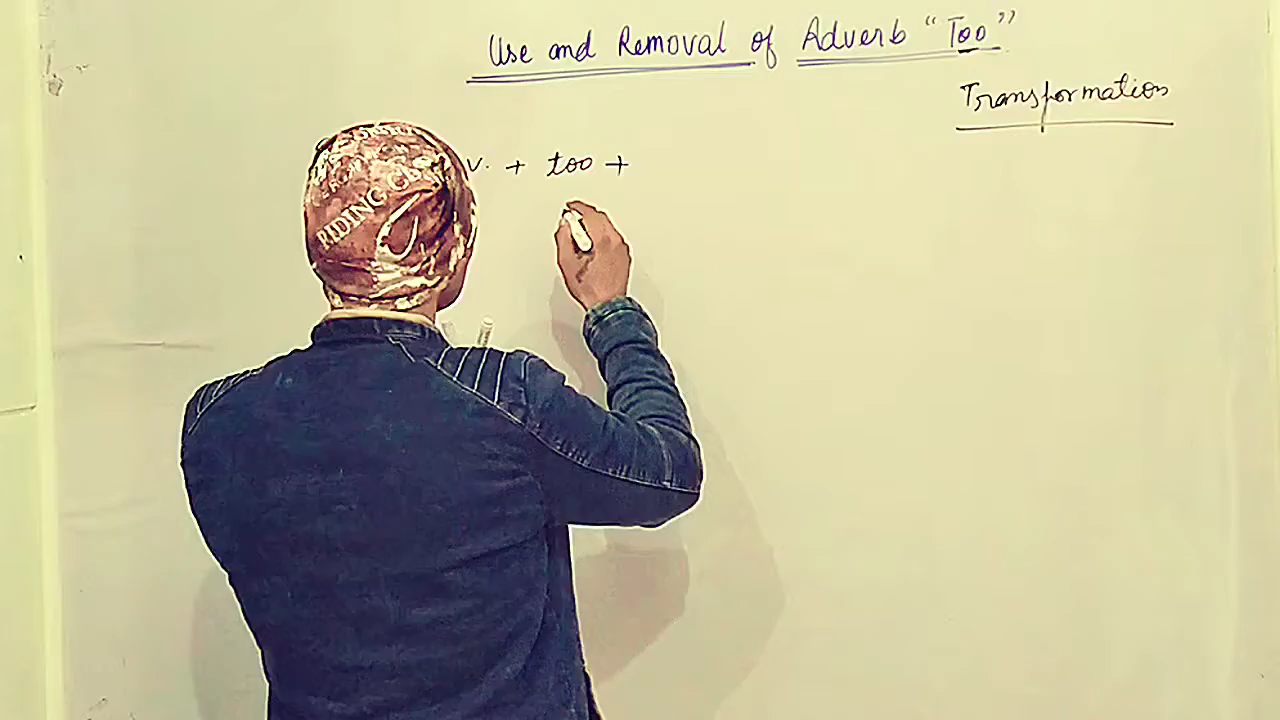 Use and Removal of Adverb “Too”
Transformation
v. + too +
RIDING